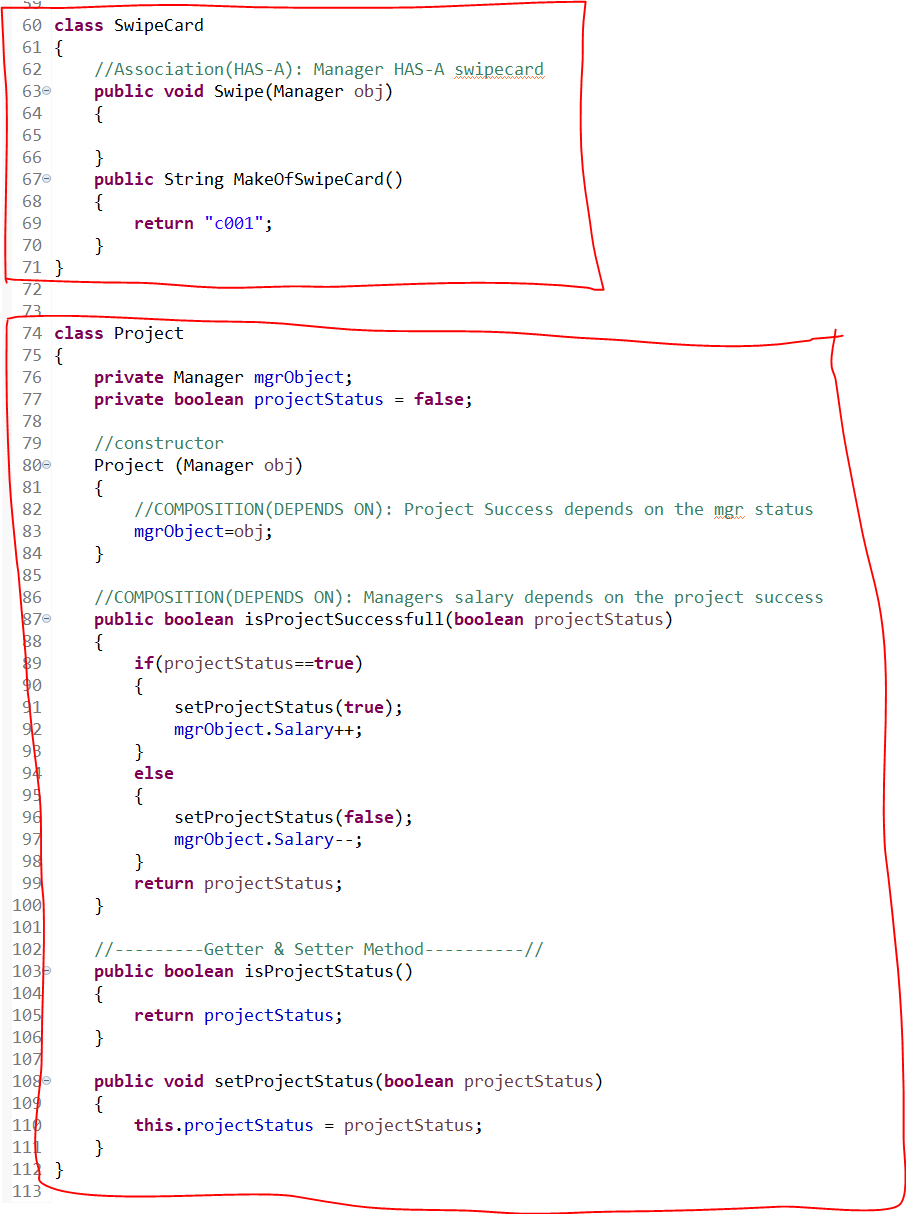 59
60 class SwipeCard
61 {
62     //Association(HAS-A): Manager HAS-A swipecard
63     public void Swipe(Manager obj)
64     {
65
66     }
67     public String MakeOfSwipeCard()
68     {
69         return "c001";
70     }
71 }
72
73
74 class Project
75 {
76     private Manager mgrObject;
77     private boolean projectStatus = false;
78
79     //constructor
80     Project (Manager obj)
81     {
82         //COMPOSITION(DEPENDS ON): Project Success depends on the mgr status
83         mgrObject=obj;
84     }
85
86     //COMPOSITION(DEPENDS ON): Managers salary depends on the project success
87     public boolean isProjectSuccessfull(boolean projectStatus)
88     {
89         if(projectStatus==true)
90         {
91             setProjectStatus(true);
92             mgrObject.Salary++;
93         }
94         else
95         {
96             setProjectStatus(false);
97             mgrObject.Salary--;
98         }
99         return projectStatus;
100     }
101
102     //---------Getter & Setter Method----------//
103     public boolean isProjectStatus()
104     {
105         return projectStatus;
106     }
107
108     public void setProjectStatus(boolean projectStatus)
109     {
110         this.projectStatus = projectStatus;
111     }
112 }
113